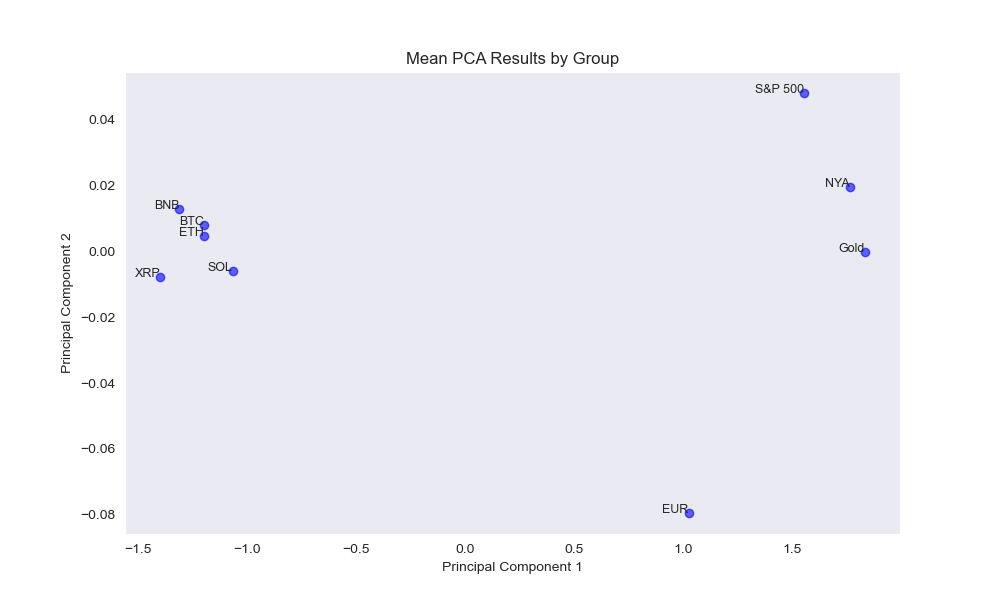 Mean PCA Results by Group
Principal Component 2
0.04
0.02
0.00
−0.02
−0.04
−0.06
−0.08
S&P 500
NYA
Gold
BNB
BTC
ETH
SOL
XRP
EUR
−1.5 −1.0 −0.5 0.0 0.5 1.0 1.5
Principal Component 1